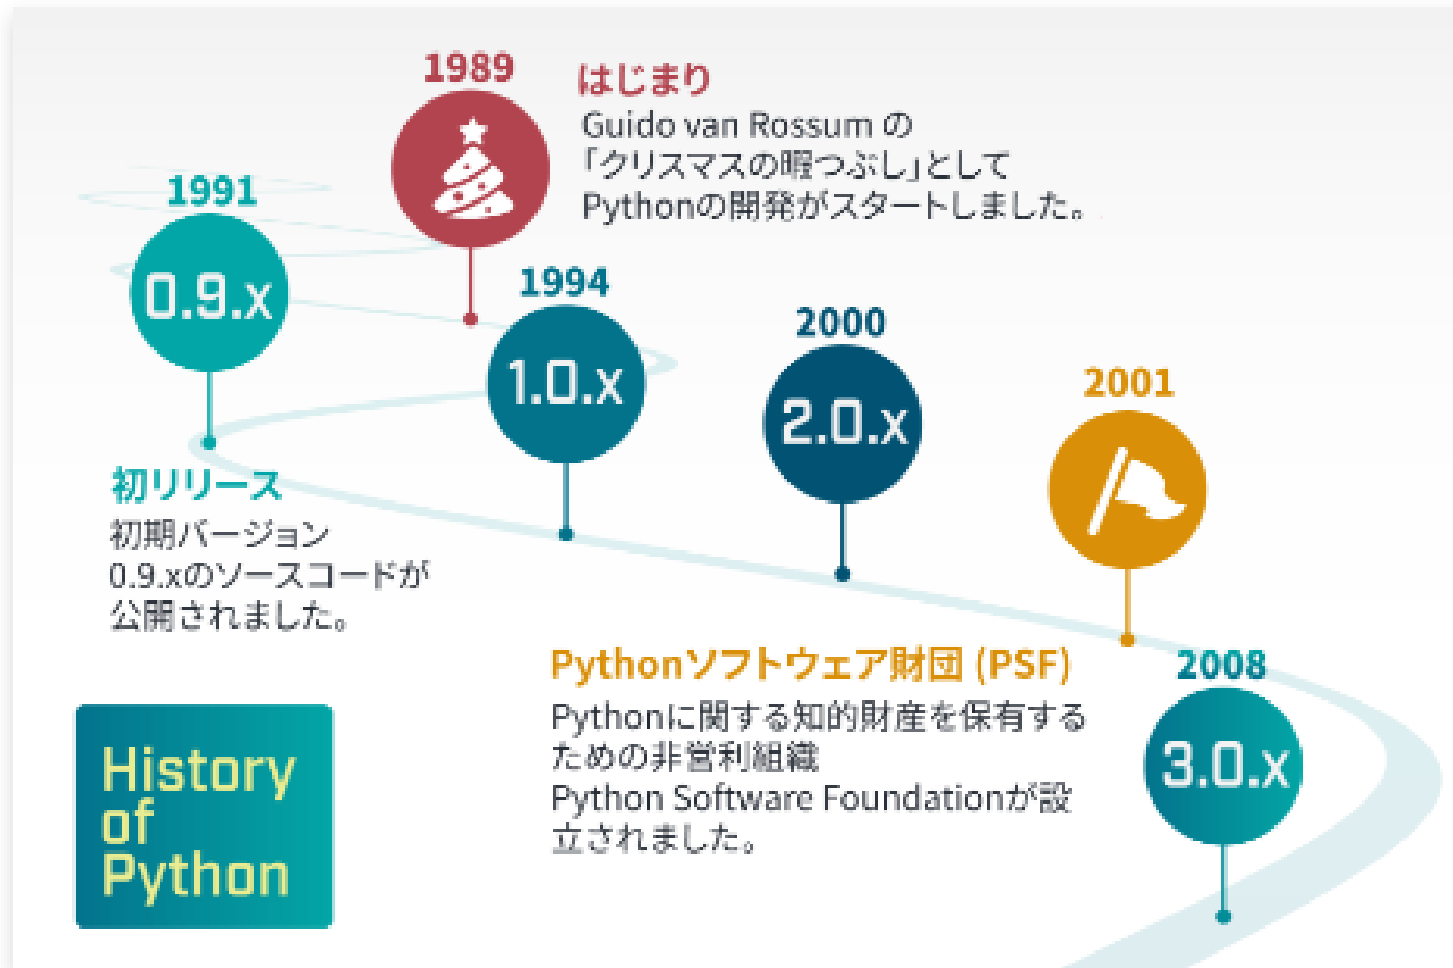 1989
はじまり
Guido van Rossum の
「クリスマスの暇つぶし」として
Pythonの開発がスタートしました。
1991
0.9.x
初リリース
初期バージョン
0.9.xのソースコードが
公開されました。
1994
1.0.x
2000
2.0.x
2001
Pythonソフトウェア財団 (PSF)
Pythonに関する知的財産を保有する
ための非営利組織
Python Software Foundationが設
立されました。
2008
3.0.x
History
of
Python